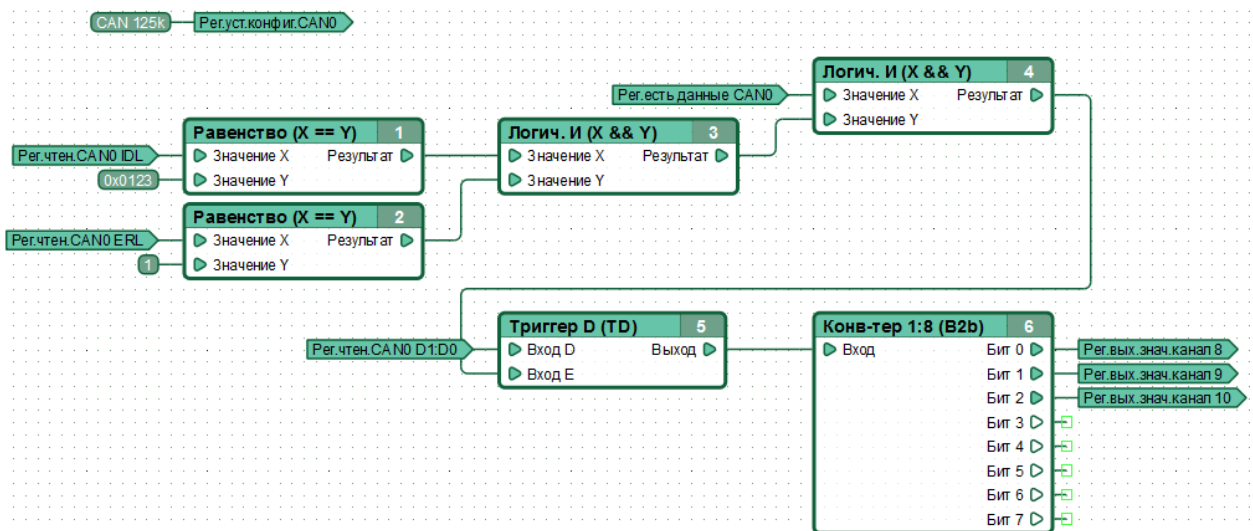 CAN 125k Рег.уст.конфиг.CAN0
Логич. И (X && Y) 4
Рег.есть данные CAN0 Значение X Результат
Значение Y
Равенство (X == Y) 1
Рег.чтен.CAN0 IDL Значение X Результат
0x0123 Значение Y
Логич. И (X && Y) 3
Значение X Результат
Значение Y
Равенство (X == Y) 2
Рег.чтен.CAN0 ERL Значение X Результат
1 Значение Y
Триггер D (TD) 5
Рег.чтен.CAN0 D1:D0 Вход D Выход
Вход E
Конв-тер 1:8 (B2b) 6
Вход Бит 0 Рег.вых.знач.канал 8
Бит 1 Рег.вых.знач.канал 9
Бит 2 Рег.вых.знач.канал 10
Бит 3
Бит 4
Бит 5
Бит 6
Бит 7